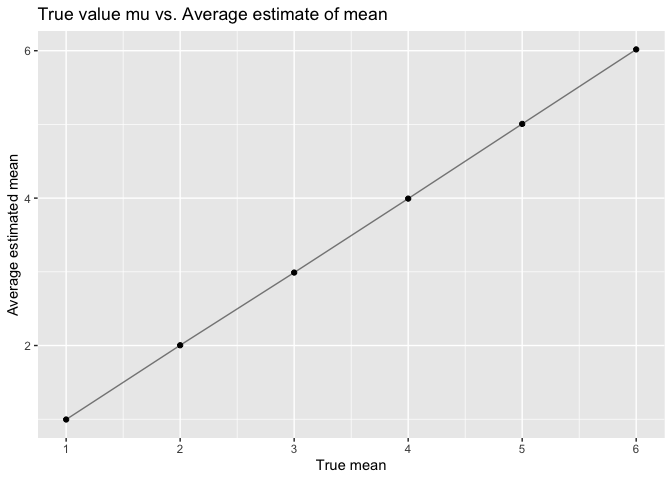 True value mu vs. Average estimate of mean
Average estimated mean
6
4
2
1 2 3 4 5 6
True mean